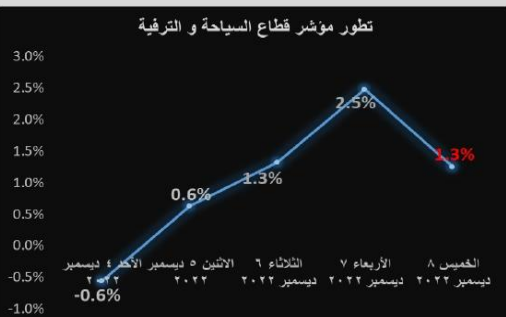 تطور مؤشر قطاع السياحة و الترفية
3.0%
2.5%
2.0%
1.5%
1.0%
0.5%
0.0%
-0.5%
-1.0%
-0.6%
0.6%
1.3%
2.5%
1.3%
الأحد ٤ ديسمبر
٢٠٢٢
الاثنين ٥ ديسمبر
٢٠٢٢
الثلاثاء ٦
ديسمبر ٢٠٢٢
الأربعاء ٧
ديسمبر ٢٠٢٢
الخميس ٨
ديسمبر ٢٠٢٢